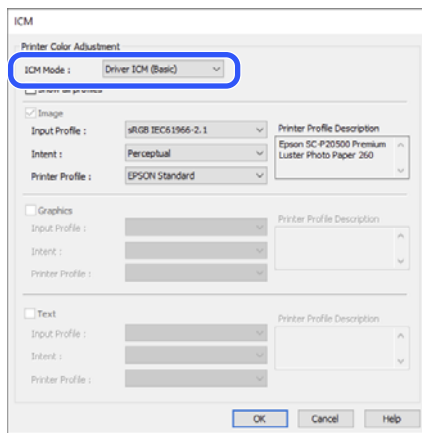 ICM
Printer Color Adjustment
ICM Mode :
Driver ICM (Basic)
Show all profiles
Image
Input Profile :
sRGB IEC61966-2.1
Printer Profile Description
Intent :
Perceptual
Epson SC-P20500 Premium
Luster Photo Paper 260
Printer Profile :
EPSON Standard
Graphics
Input Profile :
Printer Profile Description
Intent :
Printer Profile :
Text
Input Profile :
Printer Profile Description
Intent :
Printer Profile :
OK
Cancel
Help